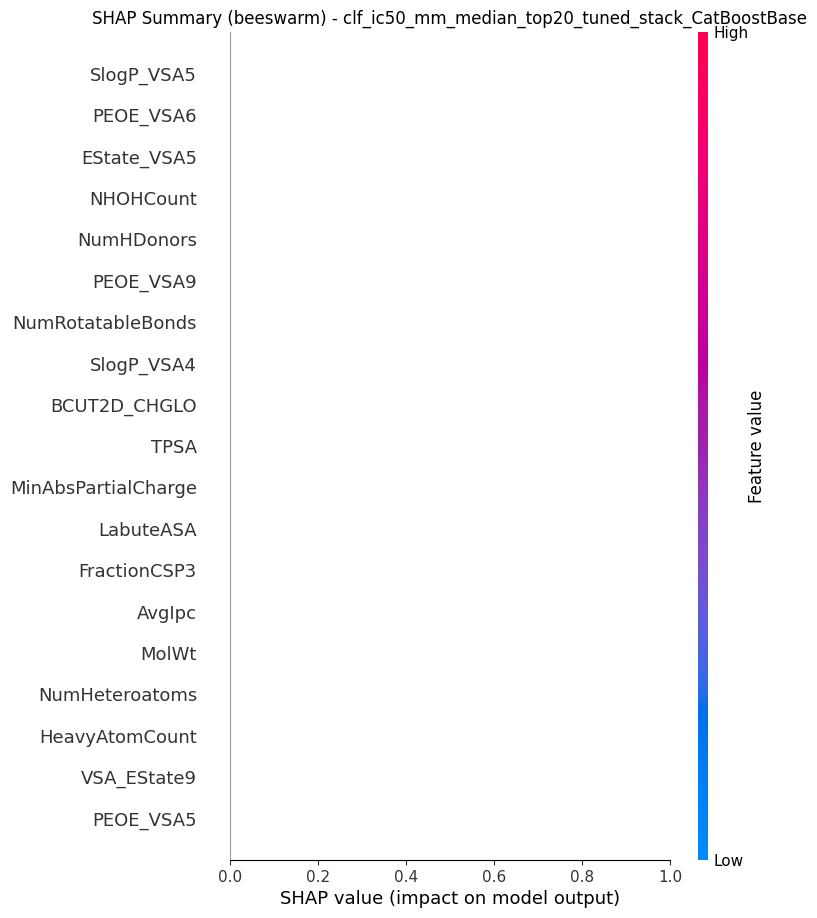 SHAP Summary (beeswarm) - clf_ic50_mm_median_top20_tuned_stack_CatBoostBase
High
SlogP_VSA5
PEOE_VSA6
EState_VSA5
NHOHCount
NumHDonors
PEOE_VSA9
NumRotatableBonds
SlogP_VSA4
BCUT2D_CHGLO
TPSA
MinAbsPartialCharge
LabuteASA
FractionCSP3
AvgIpc
MolWt
NumHeteroatoms
HeavyAtomCount
VSA_EState9
PEOE_VSA5
Feature value
Low
0.0 0.2 0.4 0.6 0.8 1.0
SHAP value (impact on model output)